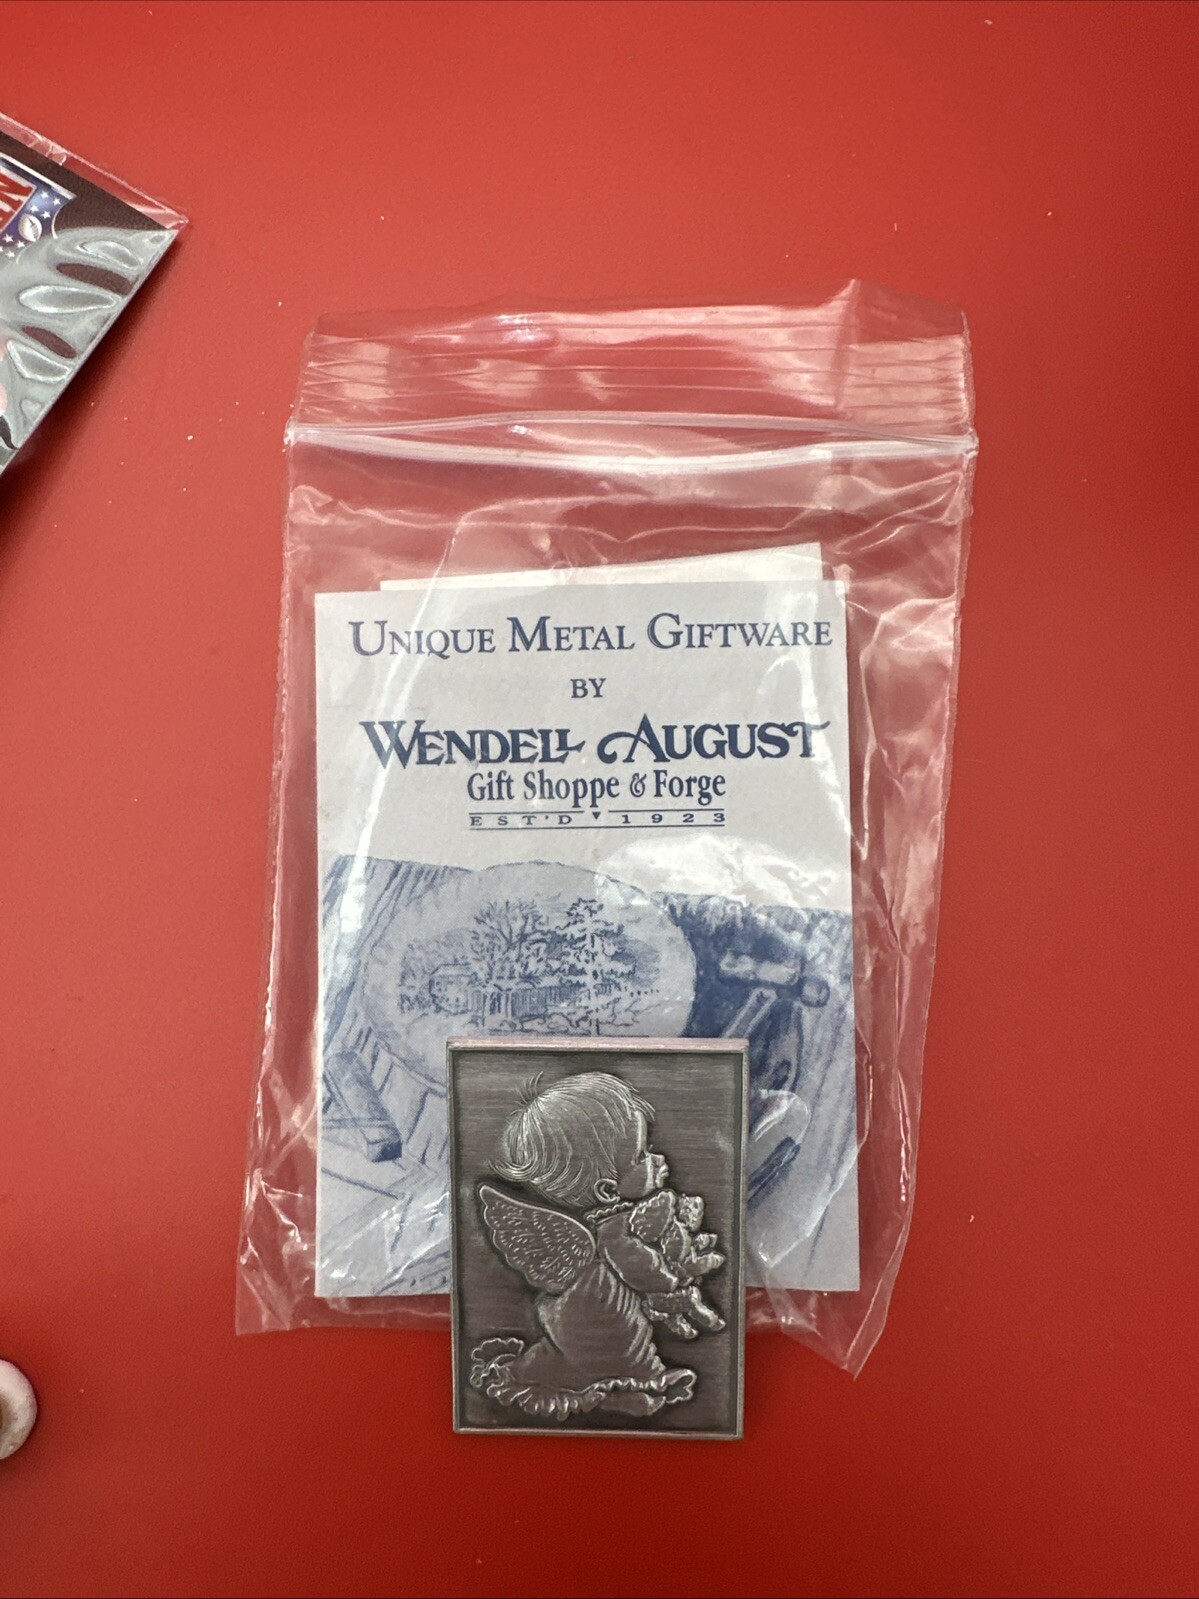 UNIQUE METAL GIFTWARE
BY
WENDELL AUGUST
Gift Shoppe & Forge
EST'D ▾ 1923